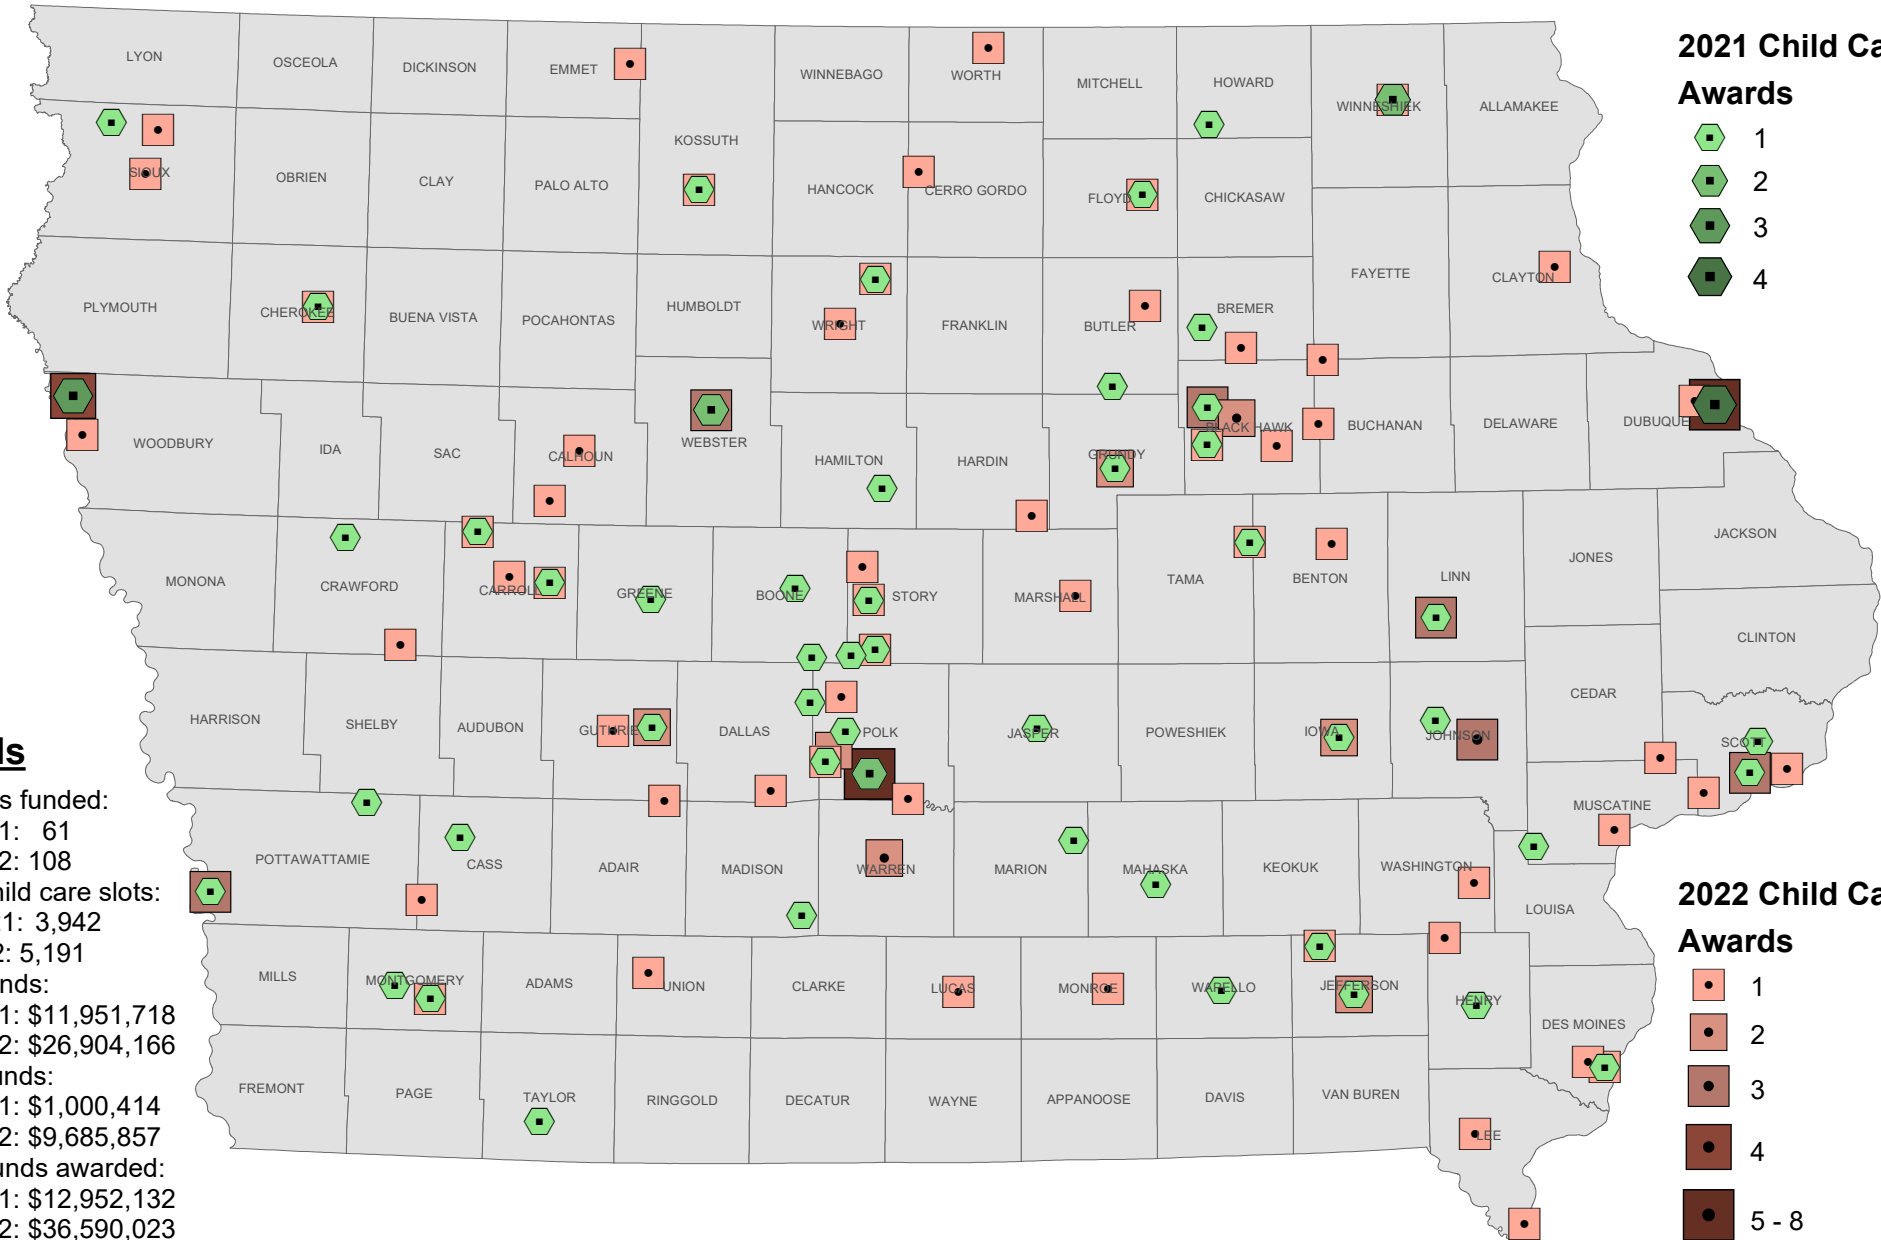 2021 Child Ca
Awards
1
2
3
4
LYON
OSCEOLA
DICKINSON
EMMET
WINNEBAGO
WORTH
MITCHELL
HOWARD
WINNESHIEK
ALLAMAKEE
KOSSUTH
SIOUX
OBRIEN
CLAY
PALO ALTO
HANCOCK
CERRO GORDO
FLOYD
CHICKASAW
FAYETTE
CLAYTON
PLYMOUTH
CHEROKEE
BUENA VISTA
POCAHONTAS
HUMBOLDT
WRIGHT
FRANKLIN
BUTLER
BREMER
WOODBURY
IDA
SAC
CALHOUN
WEBSTER
HAMILTON
HARDIN
GRUNDY
BLACK HAWK
BUCHANAN
DELAWARE
DUBUQUE
MONONA
CRAWFORD
CARROLL
GREENE
BOONE
STORY
MARSHALL
TAMA
BENTON
LINN
JONES
JACKSON
CLINTON
HARRISON
SHELBY
AUDUBON
GUTHRIE
DALLAS
POLK
JASPER
POWESHIEK
IOWA
JOHNSON
CEDAR
SCOTT
MUSCATINE
POTTAWATTAMIE
CASS
ADAIR
MADISON
WARREN
MARION
MAHASKA
KEOKUK
WASHINGTON
LOUISA
MILLS
MONTGOMERY
ADAMS
UNION
CLARKE
LUCAS
MONROE
WAPELLO
JEFFERSON
HENRY
DES MOINES
FREMONT
PAGE
TAYLOR
RINGGOLD
DECATUR
WAYNE
APPANOOSE
DAVIS
VAN BUREN
LEE
ls
s funded:
1: 61
2: 108
hild care slots:
1: 3,942
2: 5,191
nds:
1: $11,951,718
2: $26,904,166
unds:
1: $1,000,414
2: $9,685,857
unds awarded:
1: $12,952,132
2: $36,590,023
2022 Child Ca
Awards
1
2
3
4
5 - 8